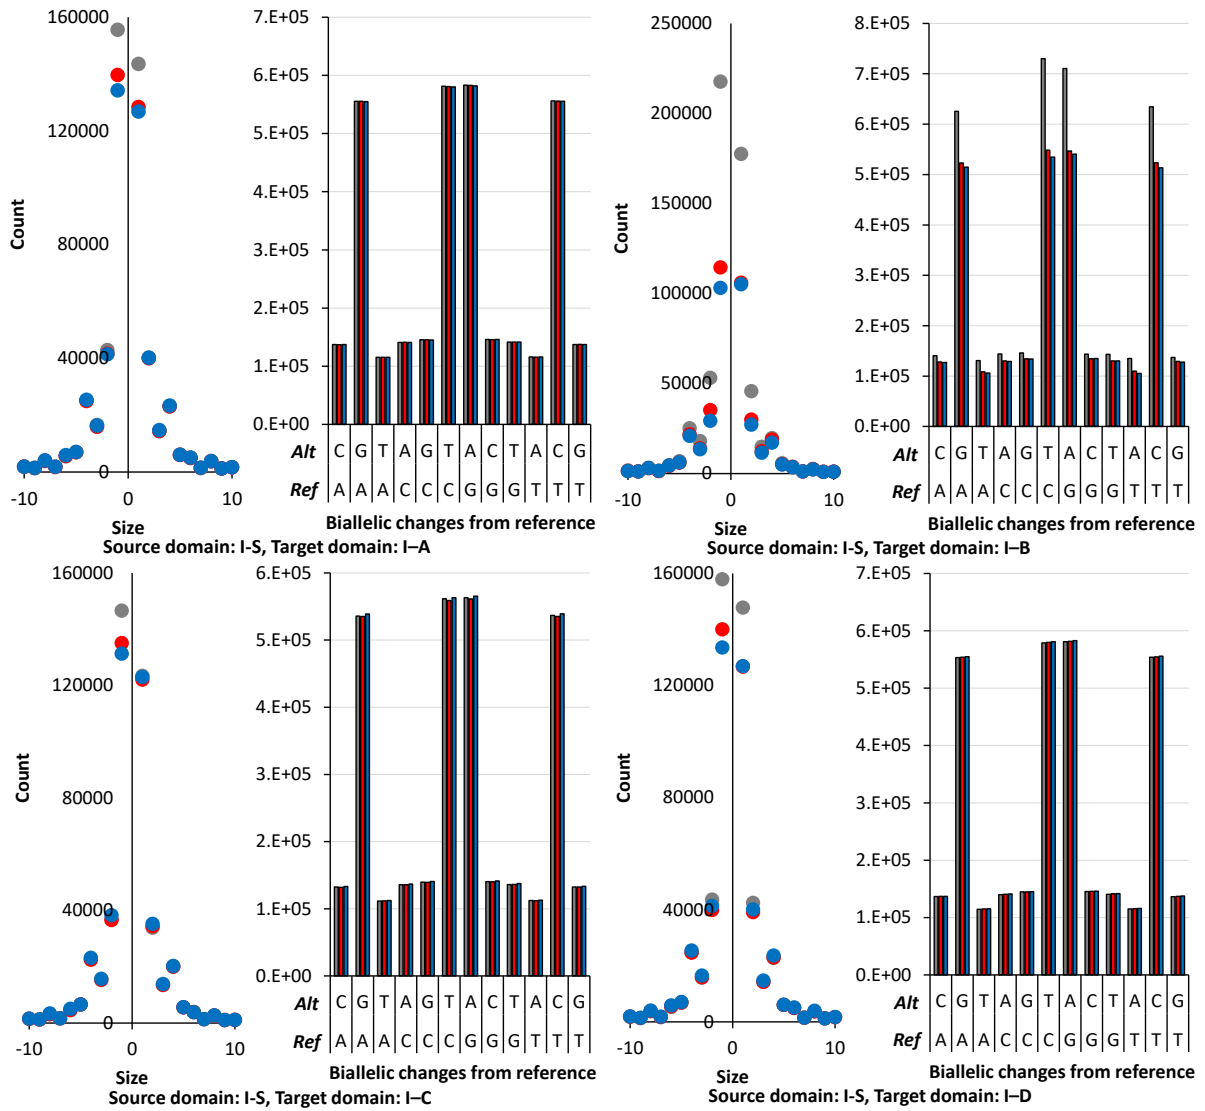 160000
120000
80000
40000
0
Count
-10 0 10
Size
7.E+05
6.E+05
5.E+05
4.E+05
3.E+05
2.E+05
1.E+05
0.E+00
Alt C G T A G T A C T A C G
Ref A A A C C C G G G T T T
Biallelic changes from reference
Source domain: I-S, Target domain: I–A
250000
200000
150000
100000
50000
0
Count
-10 0 10
Size
8.E+05
7.E+05
6.E+05
5.E+05
4.E+05
3.E+05
2.E+05
1.E+05
0.E+00
Alt C G T A G T A C T A C G
Ref A A A C C C G G G T T T
Biallelic changes from reference
Source domain: I-S, Target domain: I–B
160000
120000
80000
40000
0
Count
-10 0 10
Size
6.E+05
5.E+05
4.E+05
3.E+05
2.E+05
1.E+05
0.E+00
Alt C G T A G T A C T A C G
Ref A A A C C C G G G T T T
Biallelic changes from reference
Source domain: I-S, Target domain: I–C
160000
120000
80000
40000
0
Count
-10 0 10
Size
7.E+05
6.E+05
5.E+05
4.E+05
3.E+05
2.E+05
1.E+05
0.E+00
Alt C G T A G T A C T A C G
Ref A A A C C C G G G T T T
Biallelic changes from reference
Source domain: I-S, Target domain: I–D